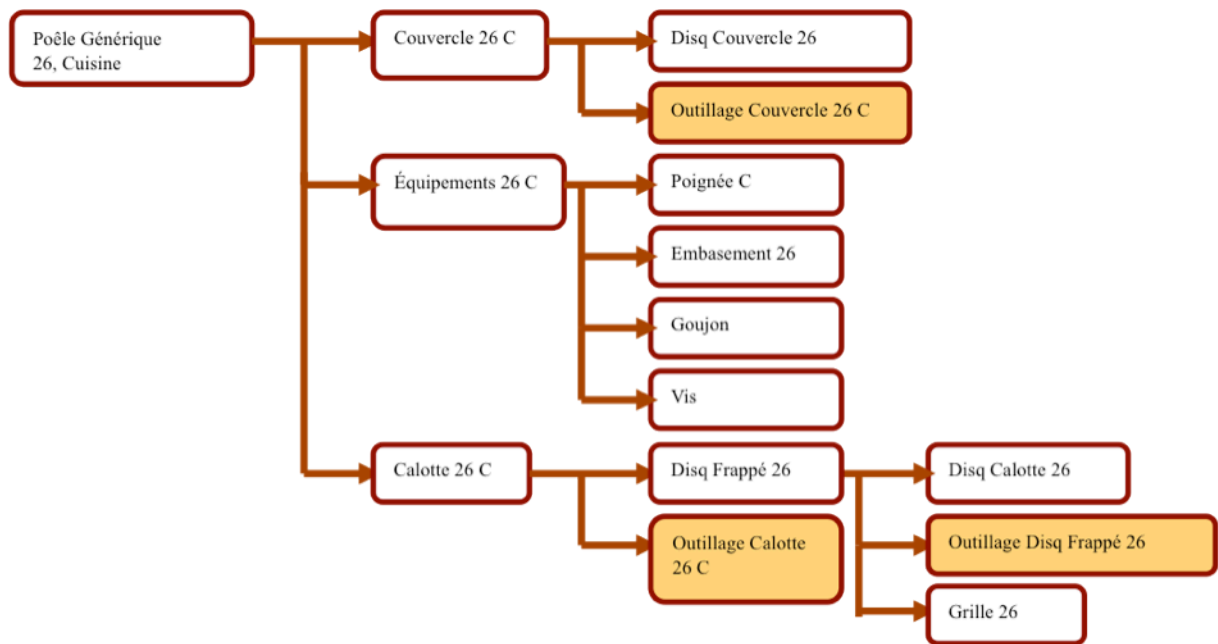 Poêle Générique
26, Cuisine
Couvercle 26 C
Disq Couvercle 26
Outillage Couvercle 26 C
Équipements 26 C
Poignée C
Embasement 26
Goujon
Vis
Calotte 26 C
Disq Frappé 26
Disq Calotte 26
Outillage Calotte
26 C
Outillage Disq Frappé 26
Grille 26